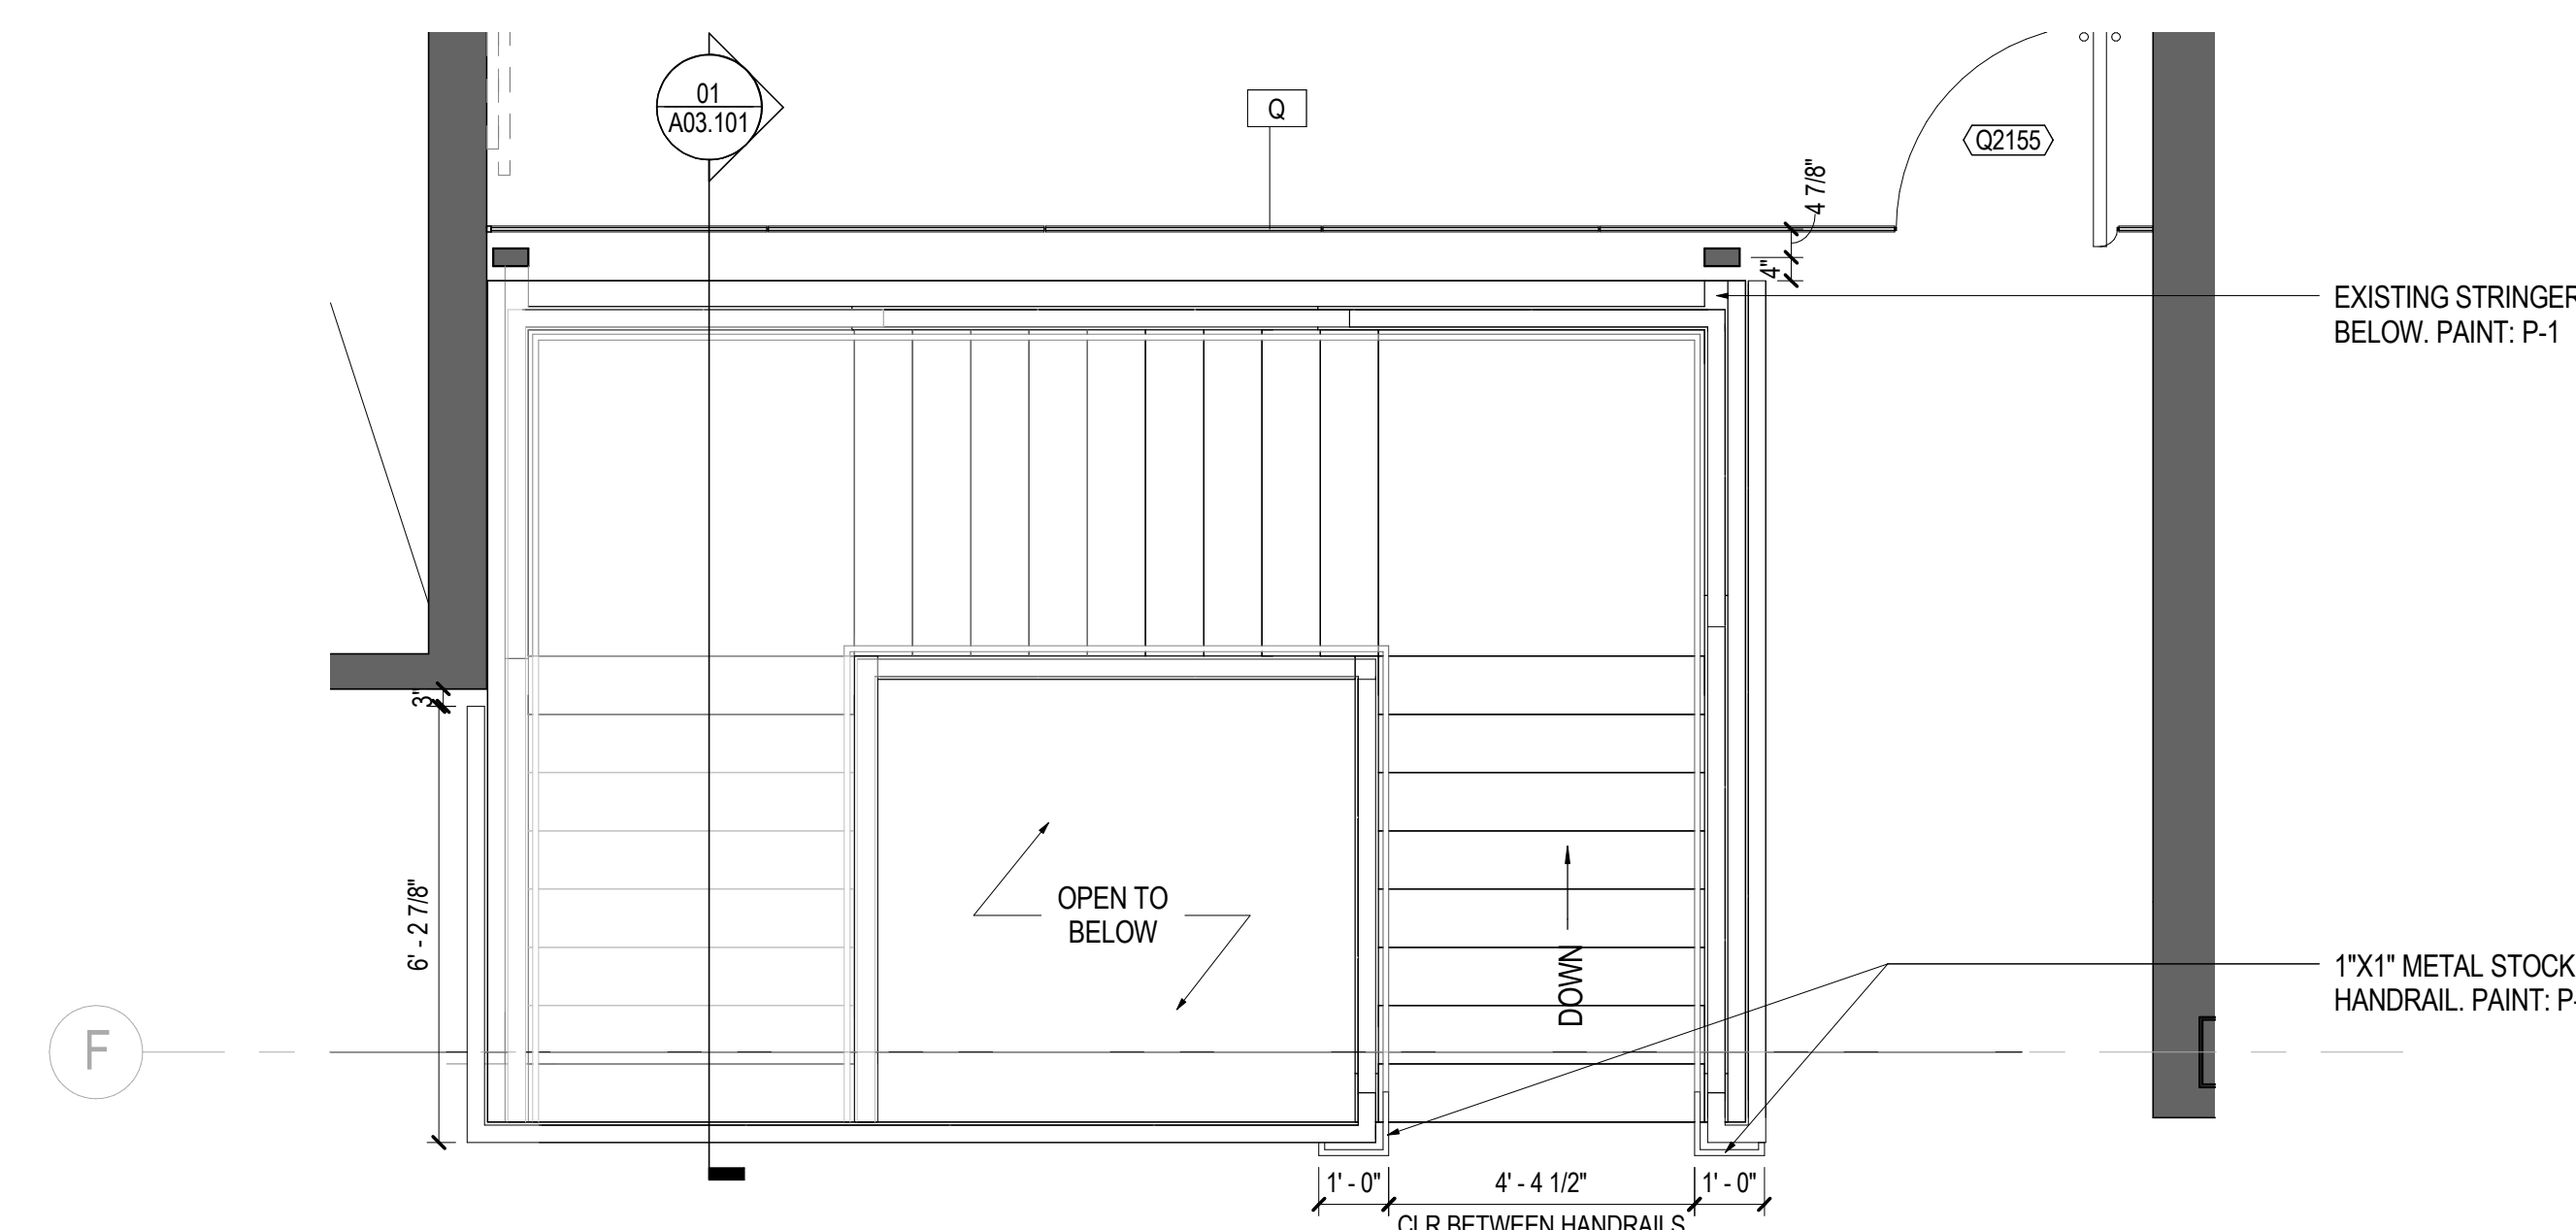 01
A03.101
Q
Q2155
4 7/8"
4"
EXISTING STRINGER
BELOW. PAINT: P-1
3"
6' - 2 7/8"
OPEN TO
BELOW
DOWN
1"X1" METAL STOCK
HANDRAIL. PAINT: P-
F
1' - 0"
4' - 4 1/2"
1' - 0"
CLR BETWEEN HANDRAILS